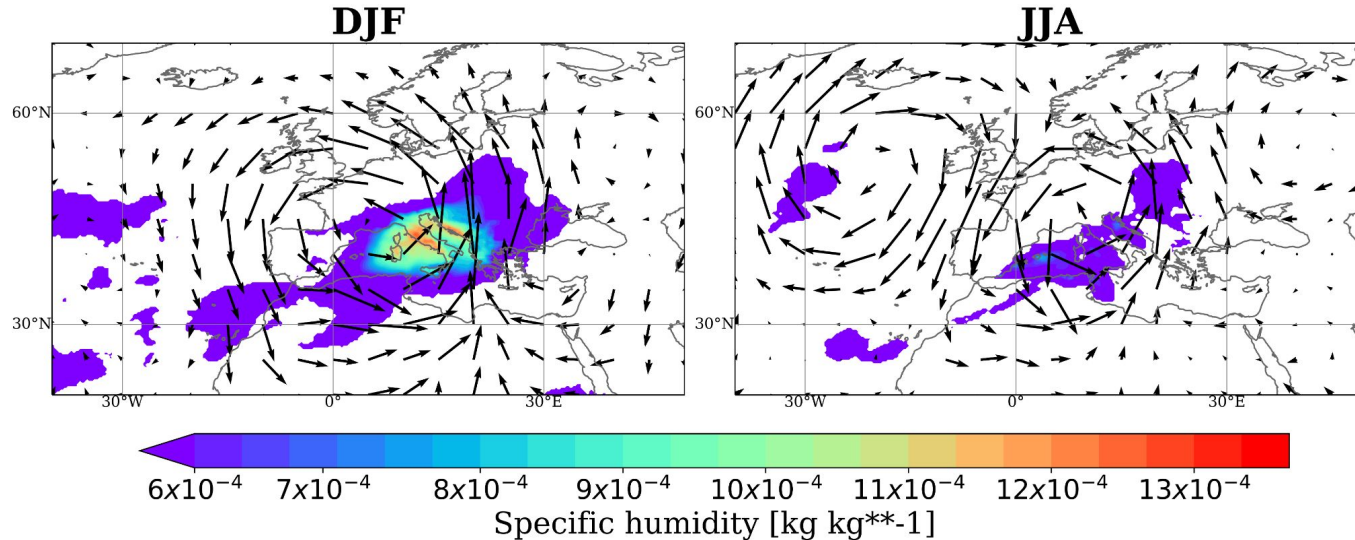 DJF JJA
60°N 60°N
30°N 30°N
30°W 0° 30°E 30°W 0° 30°E
6x10⁻⁴ 7x10⁻⁴ 8x10⁻⁴ 9x10⁻⁴ 10x10⁻⁴ 11x10⁻⁴ 12x10⁻⁴ 13x10⁻⁴
Specific humidity [kg kg**-1]